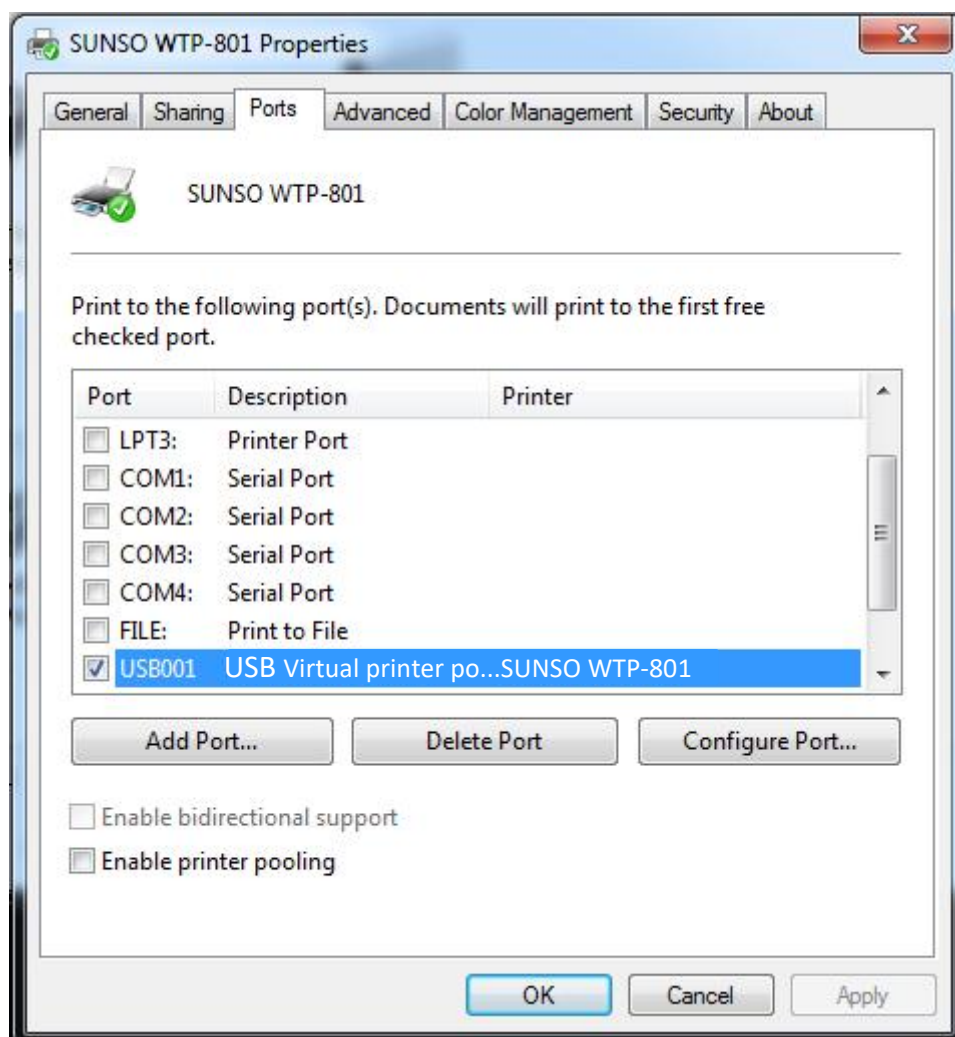 SUNSO WTP-801 Properties
General Sharing Ports Advanced Color Management Security About
SUNSO WTP-801
Print to the following port(s). Documents will print to the first free
checked port.
Port Description Printer
LPT3: Printer Port
COM1: Serial Port
COM2: Serial Port
COM3: Serial Port
COM4: Serial Port
FILE: Print to File
USB001 USB Virtual printer po...SUNSO WTP-801
Add Port... Delete Port Configure Port...
Enable bidirectional support
Enable printer pooling
OK Cancel Apply